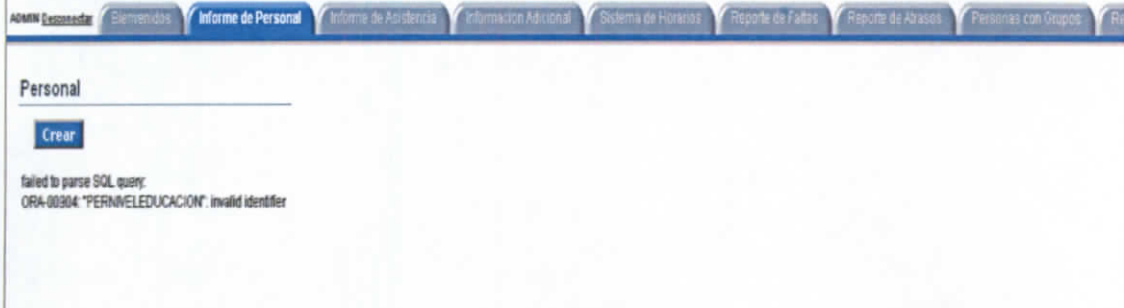 ADMIN Desconectar Bienvenidos Informe de Personal Informe de Asistencia Informacion Adicional Sistema de Horarios Reporte de Faltas Reporte de Atrasos Personas con Grupos
Personal
Crear
failed to parse SQL query:
ORA-00904: "PERNIVELEDUCACION": invalid identifier